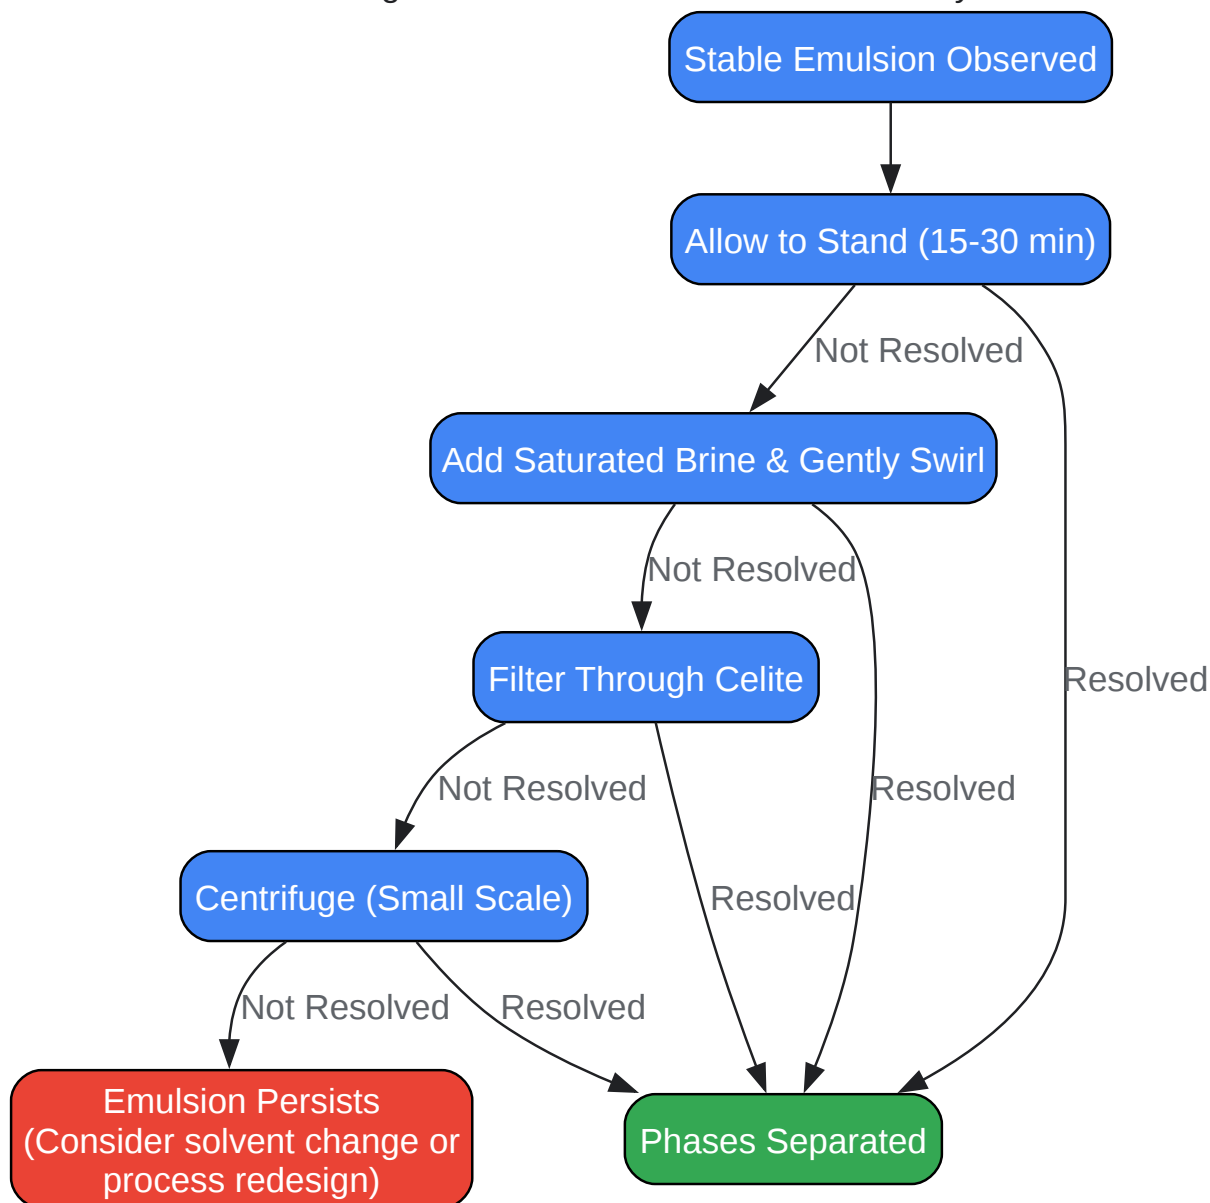 Stable Emulsion Observed
Allow to Stand (15-30 min)
Not Resolved
Add Saturated Brine & Gently Swirl
Not Resolved
Filter Through Celite
Resolved
Not Resolved
Resolved
Centrifuge (Small Scale)
Resolved
Not Resolved
Resolved
Emulsion Persists
(Consider solvent change or
process redesign)
Phases Separated